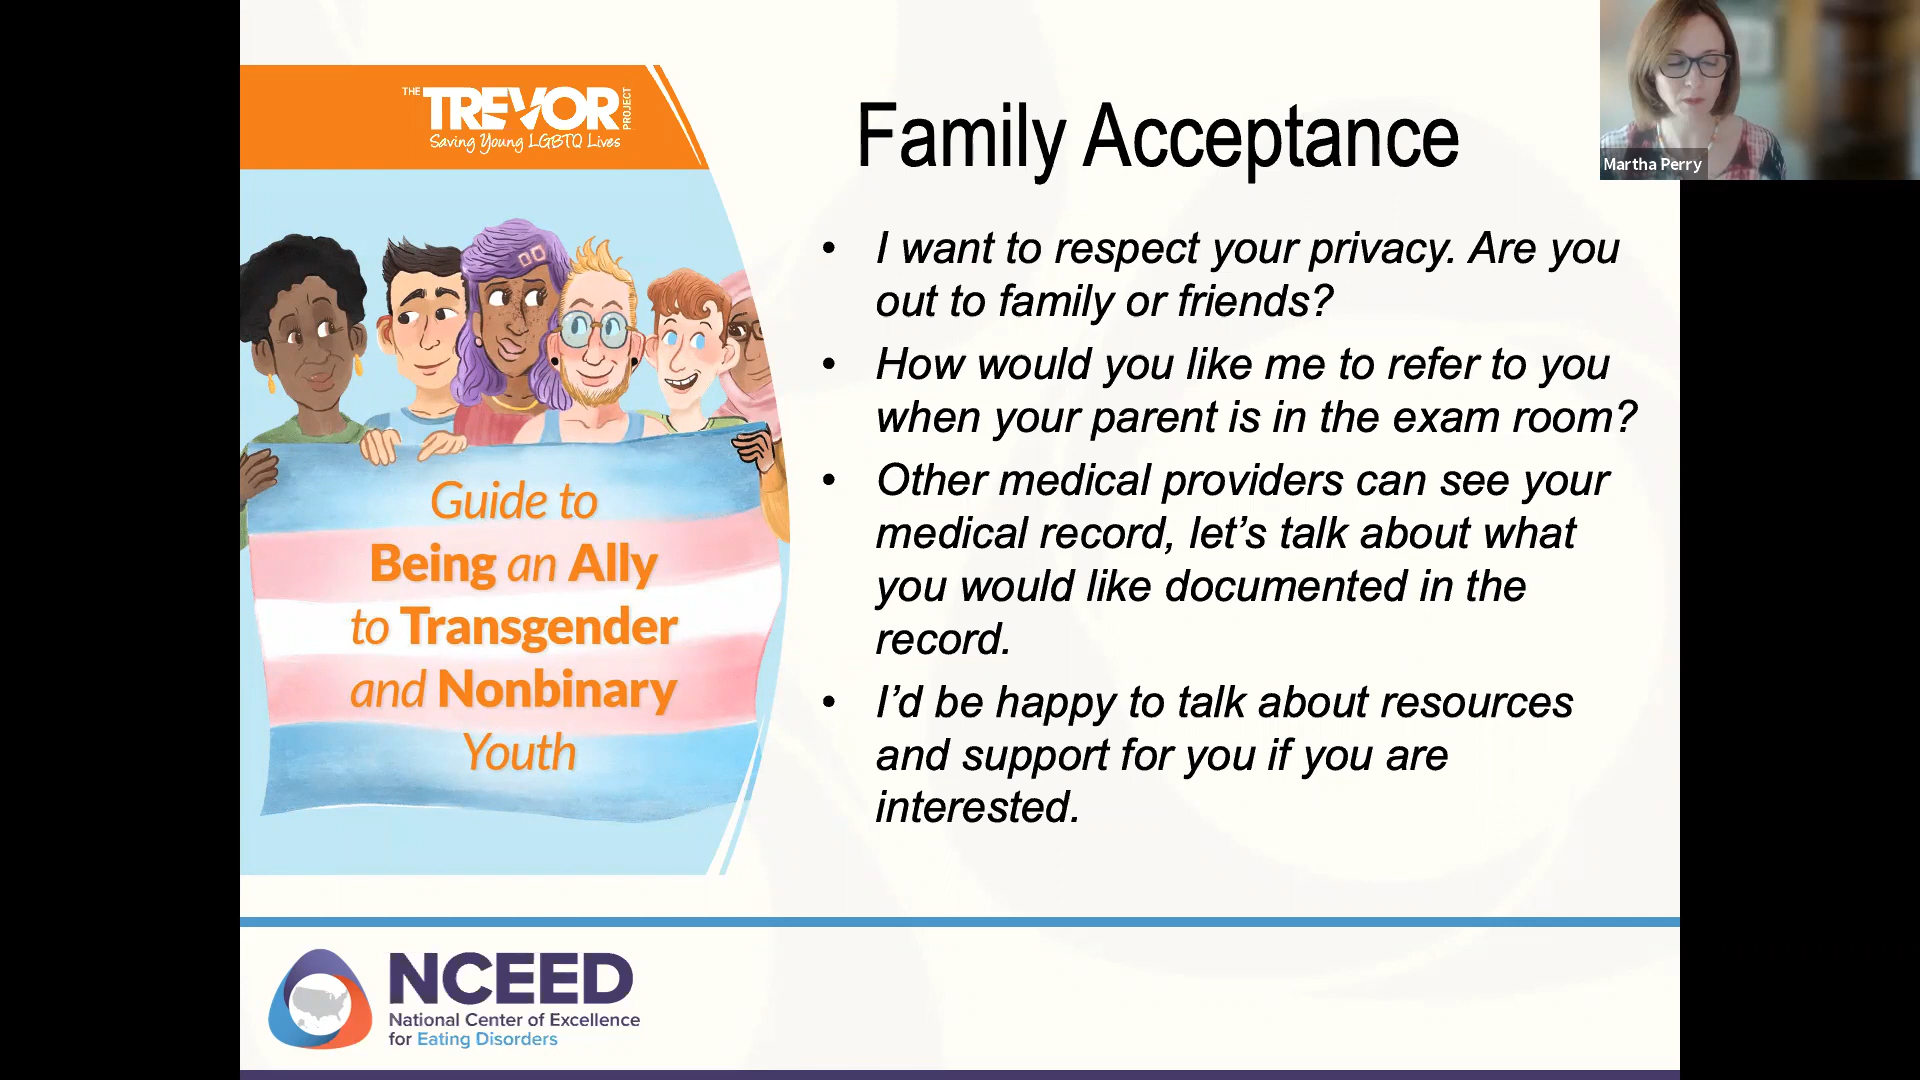 THE TREVOR PROJECT
Saving Young LGBTQ Lives
Guide to
Being an Ally
to Transgender
and Nonbinary
Youth
Family Acceptance
• I want to respect your privacy. Are you
out to family or friends?
• How would you like me to refer to you
when your parent is in the exam room?
• Other medical providers can see your
medical record, let’s talk about what
you would like documented in the
record.
• I’d be happy to talk about resources
and support for you if you are
interested.
Martha Perry
NCEED
National Center of Excellence
for Eating Disorders